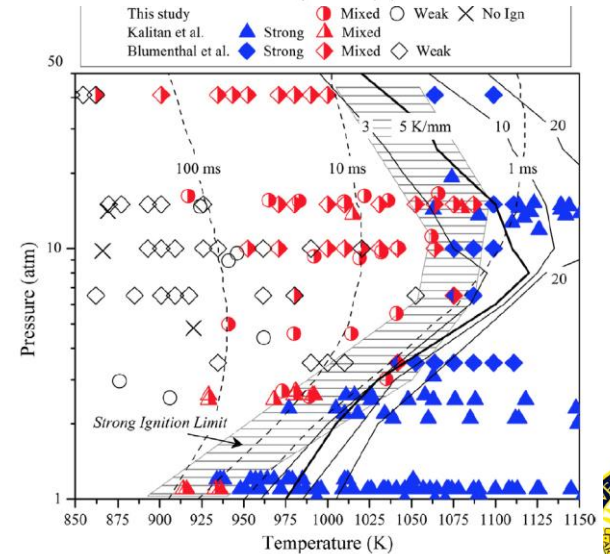 This study Mixed Weak No Ign
Kalitan et al. Strong Mixed
Blumenthal et al. Strong Mixed Weak
50
3 5 K/mm 10 20
100 ms 10 ms 1 ms
10
20
Pressure (atm)
Strong Ignition Limit
1
850 875 900 925 950 975 1000 1025 1050 1075 1100 1125 1150
Temperature (K)